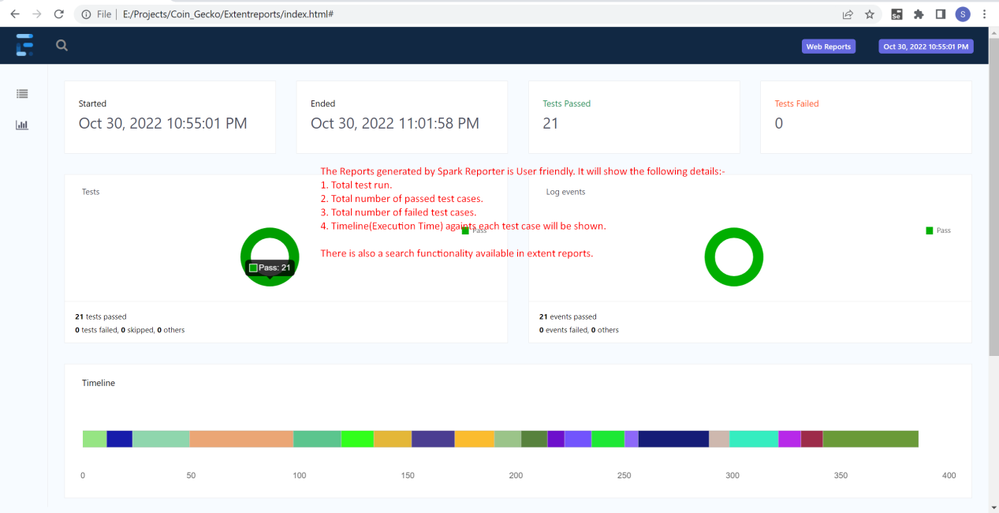 File | E:/Projects/Coin_Gecko/Extentreports/index.html#
Se
S
Web Reports
Oct 30, 2022 10:55:01 PM
Started
Oct 30, 2022 10:55:01 PM
Ended
Oct 30, 2022 11:01:58 PM
Tests Passed
21
Tests Failed
0
The Reports generated by Spark Reporter is User friendly. It will show the following details:-
1. Total test run.
2. Total number of passed test cases.
3. Total number of failed test cases.
4. Timeline(Execution Time) againts each test case will be shown.
There is also a search functionality available in extent reports.
Tests
Pass
Pass: 21
21 tests passed
0 tests failed, 0 skipped, 0 others
Log events
Pass
21 events passed
0 events failed, 0 others
Timeline
0 50 100 150 200 250 300 350 400